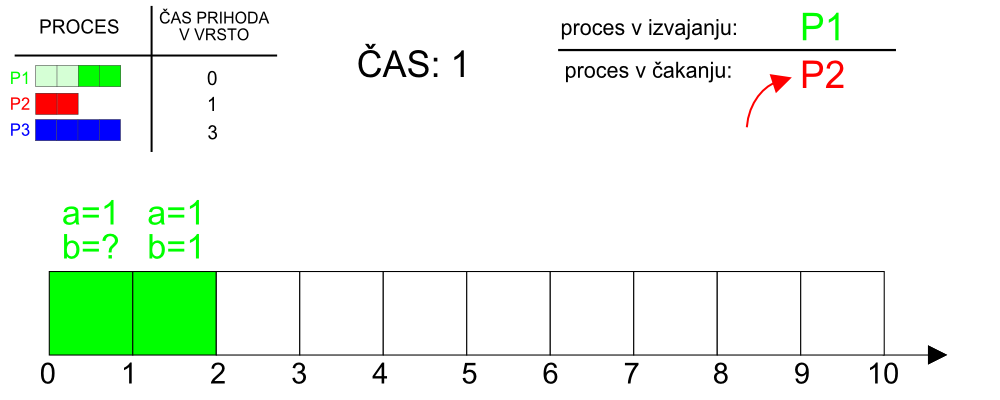 PROCES
ČAS PRIHODA
V VRSTO
P1 0
P2 1
P3 3
ČAS: 1
proces v izvajanju: P1
proces v čakanju: P2
a=1 a=1
b=? b=1
0 1 2 3 4 5 6 7 8 9 10